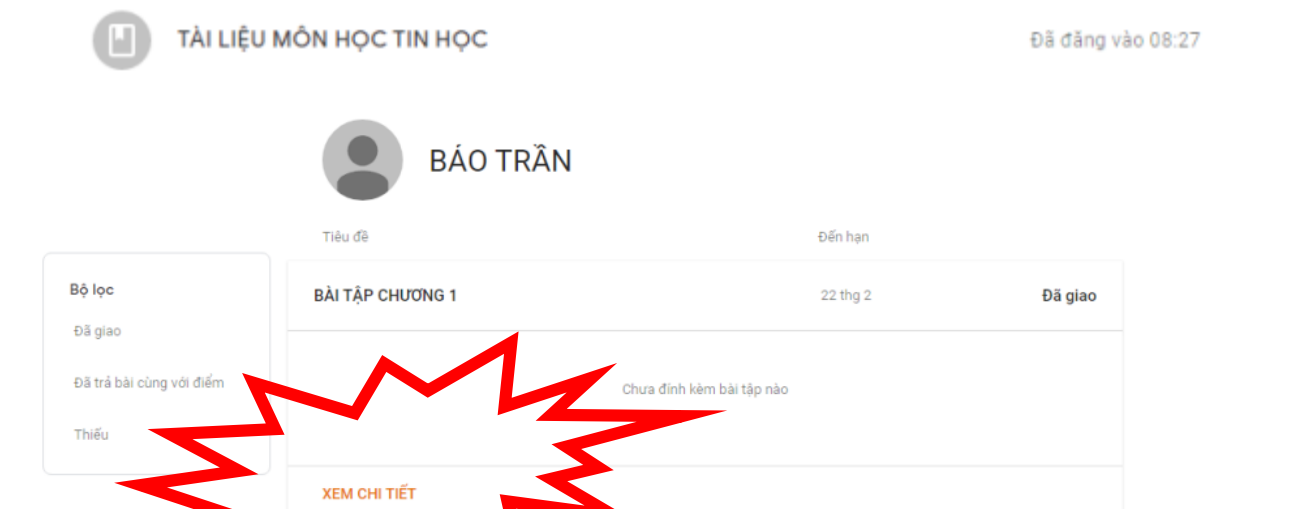 TÀI LIỆU MÔN HỌC TIN HỌC
Đã đăng vào 08:27
BÁO TRẦN
Tiêu đề
Đến hạn
Bộ lọc
Đã giao
Đã trả bài cùng với điểm
Thiếu
BÀI TẬP CHƯƠNG 1
22 thg 2
Đã giao
Chưa đính kèm bài tập nào
XEM CHI TIẾT